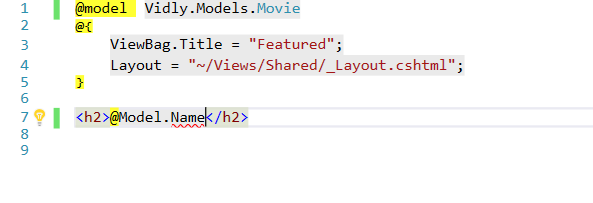 1 @model Vidly.Models.Movie
2 @{
3 ViewBag.Title = "Featured";
4 Layout = "~/Views/Shared/_Layout.cshtml";
5 }
6
7 <h2>@Model.Name</h2>
8
9